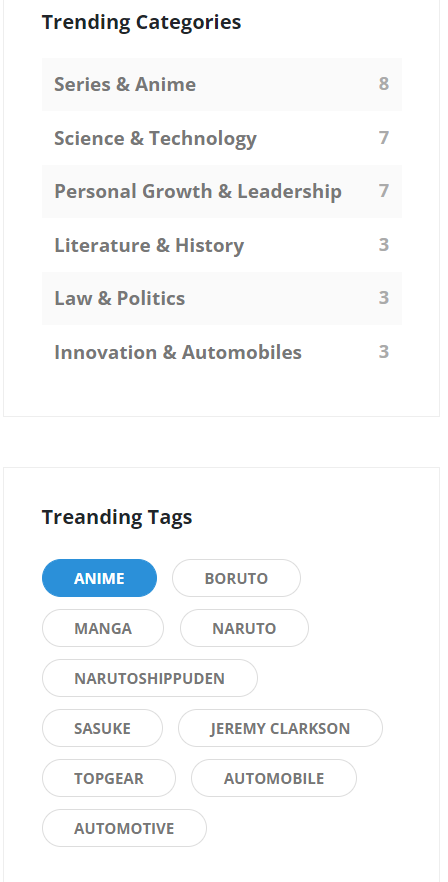 Trending Categories
Series & Anime 8
Science & Technology 7
Personal Growth & Leadership 7
Literature & History 3
Law & Politics 3
Innovation & Automobiles 3
Treanding Tags
ANIME BORUTO
MANGA NARUTO
NARUTOSHIPPUDEN
SASUKE JEREMY CLARKSON
TOPGEAR AUTOMOBILE
AUTOMOTIVE